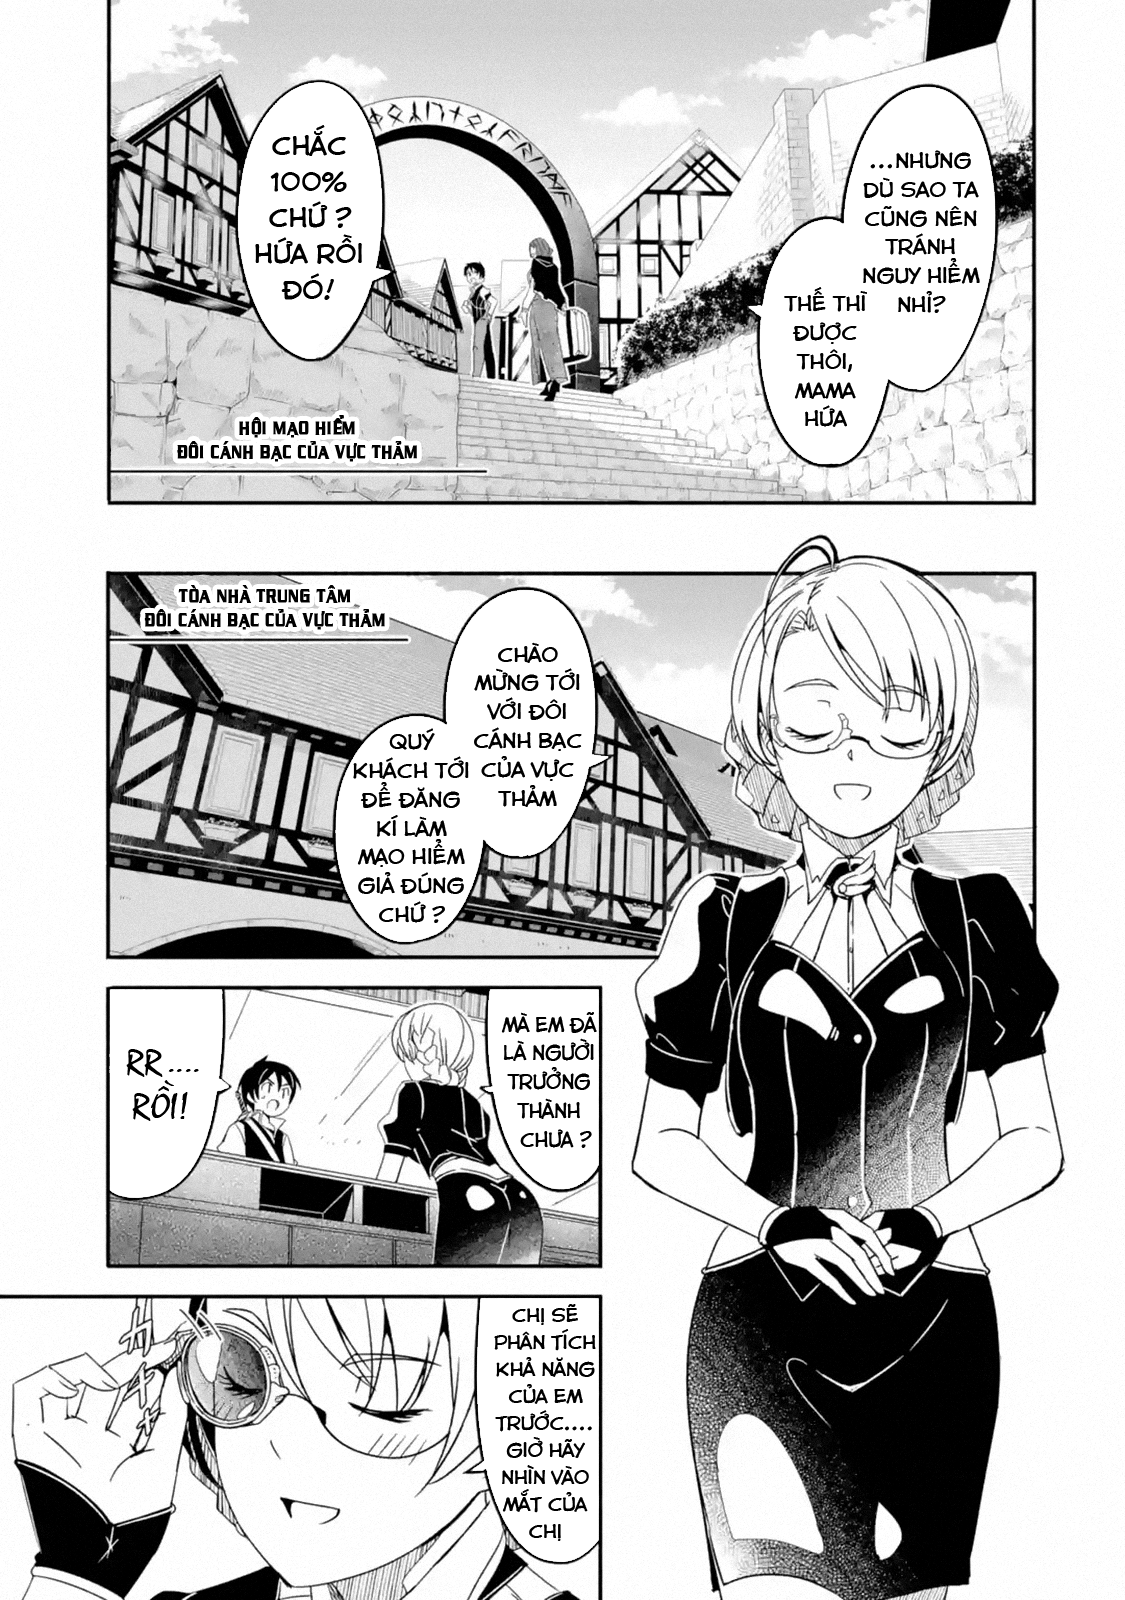 ...NHƯNG
DÙ SAO TA
CŨNG NÊN
TRÁNH
NGUY HIỂM
NHỈ?
THẾ THÌ
ĐƯỢC
THÔI,
MAMA
HỨA
CHẮC
100%
CHỨ ?
HỨA RỒI
ĐÓ!
HỘI MẠO HIỂM
ĐÔI CÁNH BẠC CỦA VỰC THẲM
TÒA NHÀ TRUNG TÂM
ĐÔI CÁNH BẠC CỦA VỰC THẲM
CHÀO
MỪNG TỚI
VỚI ĐÔI
CÁNH BẠC
CỦA VỰC
THẲM
QUÝ
KHÁCH TỚI
ĐỂ ĐĂNG
KÍ LÀM
MẠO HIỂM
GIẢ ĐÚNG
CHỨ ?
MÀ EM ĐÃ
LÀ NGƯỜI
TRƯỞNG
THÀNH
CHƯA ?
RR....
RỒI!
CHỊ SẼ
PHÂN TÍCH
KHẢ NĂNG
CỦA EM
TRƯỚC....
GIỜ HÃY
NHÌN VÀO
MẮT CỦA
CHỊ